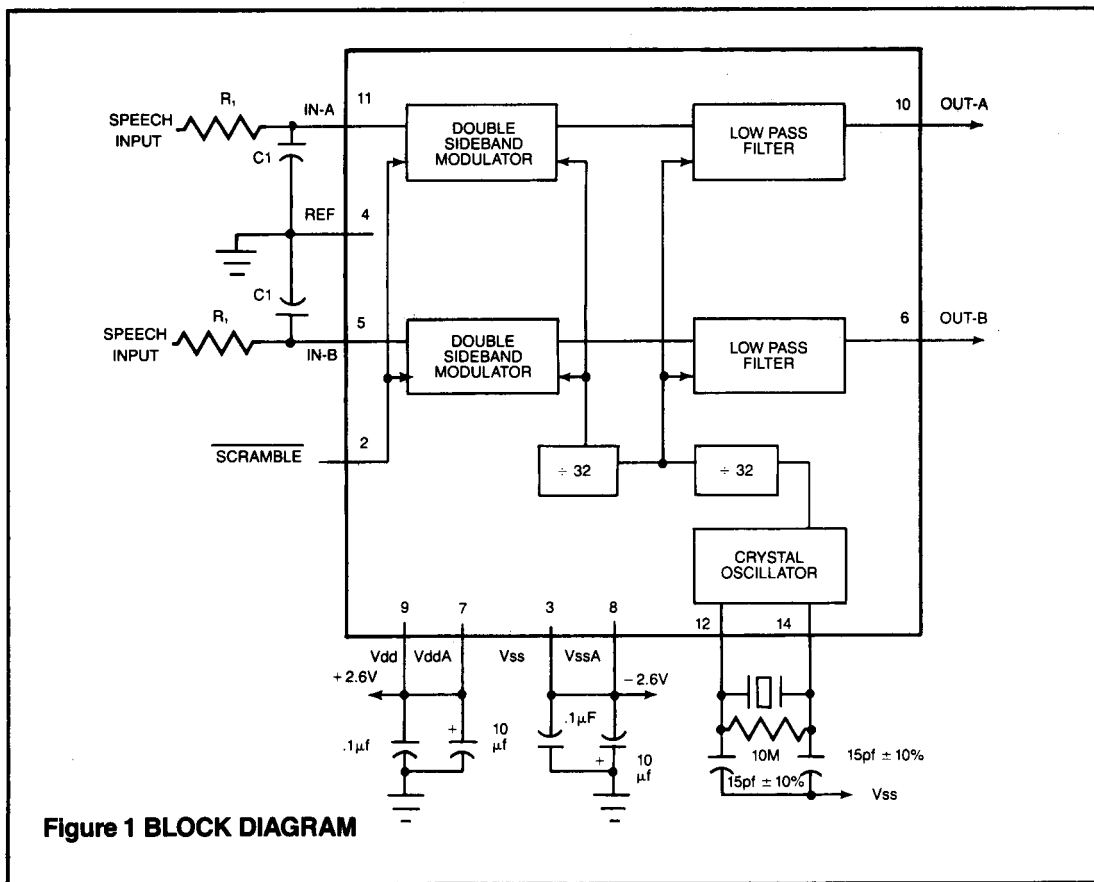 SPEECH
INPUT
R₁
IN-A
11
C1
DOUBLE
SIDEBAND
MODULATOR
LOW PASS
FILTER
10
OUT-A
REF
4
C1
SPEECH
INPUT
R₁
5
IN-B
DOUBLE
SIDEBAND
MODULATOR
LOW PASS
FILTER
6
OUT-B
SCRAMBLE
2
÷ 32
÷ 32
CRYSTAL
OSCILLATOR
9
7
3
8
12
14
Vdd
VddA
Vss
VssA
+2.6V
−2.6V
.1μf
+
10
μf
.1μF
+
10
μf
10M
15pf ± 10%
15pf ± 10%
Vss
Figure 1 BLOCK DIAGRAM